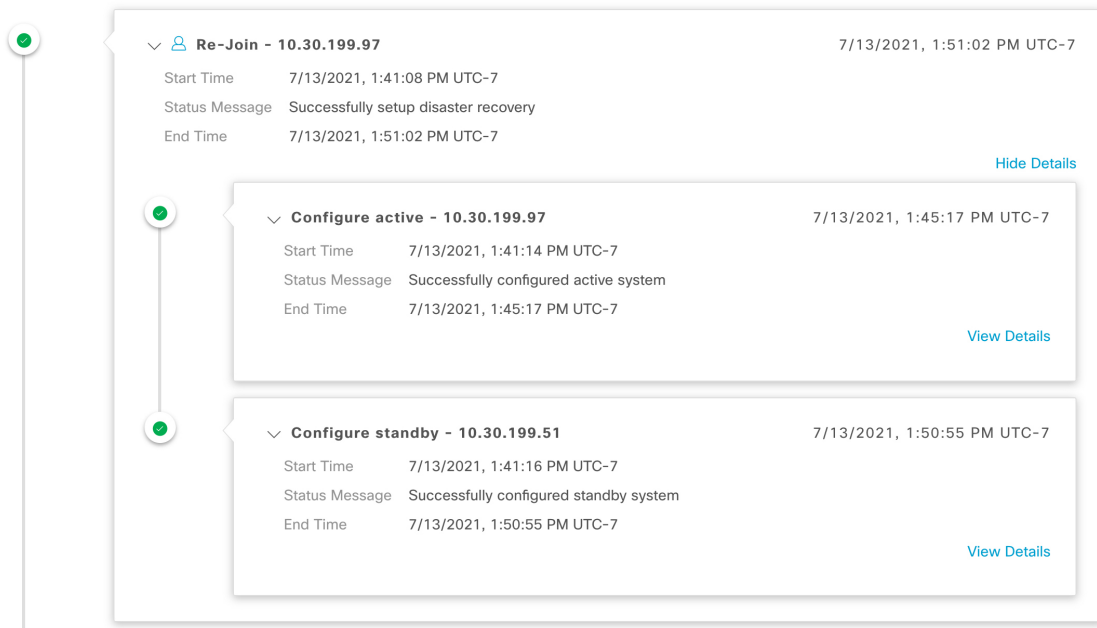 Re-Join - 10.30.199.97 7/13/2021, 1:51:02 PM UTC-7
Start Time 7/13/2021, 1:41:08 PM UTC-7
Status Message Successfully setup disaster recovery
End Time 7/13/2021, 1:51:02 PM UTC-7
Hide Details
Configure active - 10.30.199.97 7/13/2021, 1:45:17 PM UTC-7
Start Time 7/13/2021, 1:41:14 PM UTC-7
Status Message Successfully configured active system
End Time 7/13/2021, 1:45:17 PM UTC-7
View Details
Configure standby - 10.30.199.51 7/13/2021, 1:50:55 PM UTC-7
Start Time 7/13/2021, 1:41:16 PM UTC-7
Status Message Successfully configured standby system
End Time 7/13/2021, 1:50:55 PM UTC-7
View Details